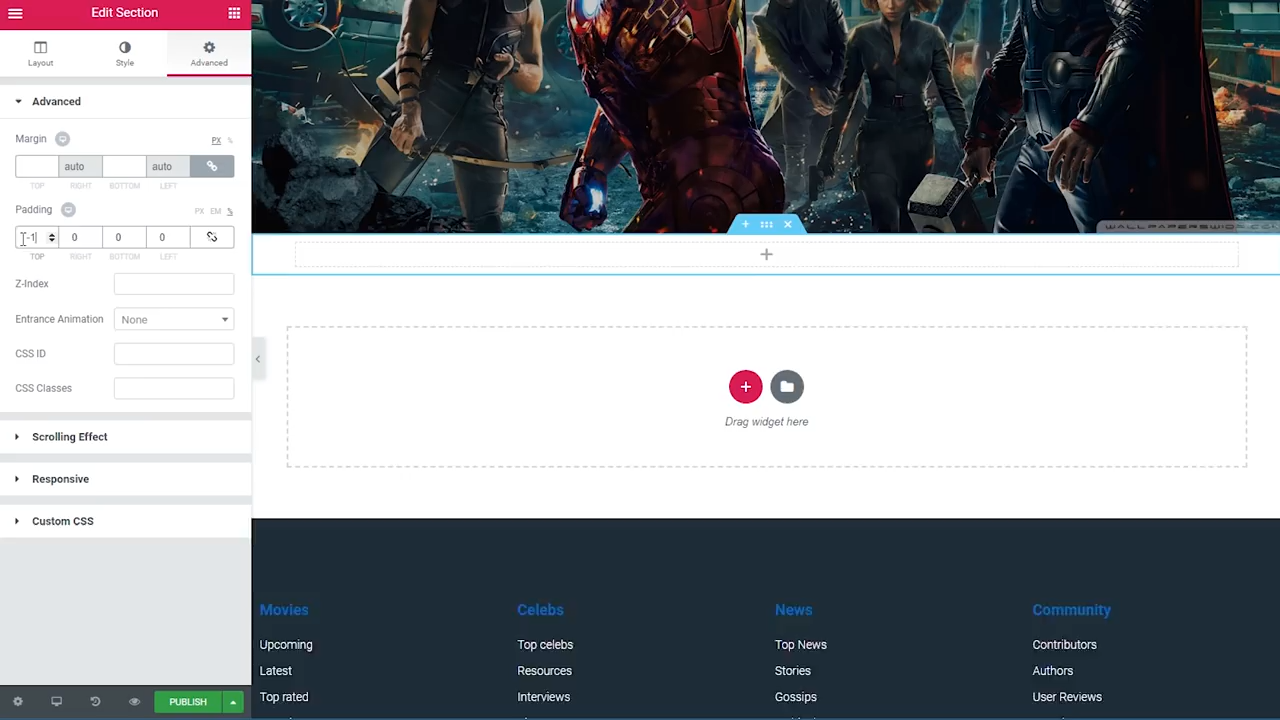 Edit Section
Layout Style Advanced
Advanced
Margin PX %
auto auto
TOP RIGHT BOTTOM LEFT
Padding PX EM %
-1 0 0 0
TOP RIGHT BOTTOM LEFT
Z-Index
Entrance Animation None
CSS ID
CSS Classes
Scrolling Effect
Responsive
Custom CSS
PUBLISH
WALLPAPERSWIDE.COM
Drag widget here
Movies Celebs News Community
Upcoming Top celebs Top News Contributors
Latest Resources Stories Authors
Top rated Interviews Gossips User Reviews